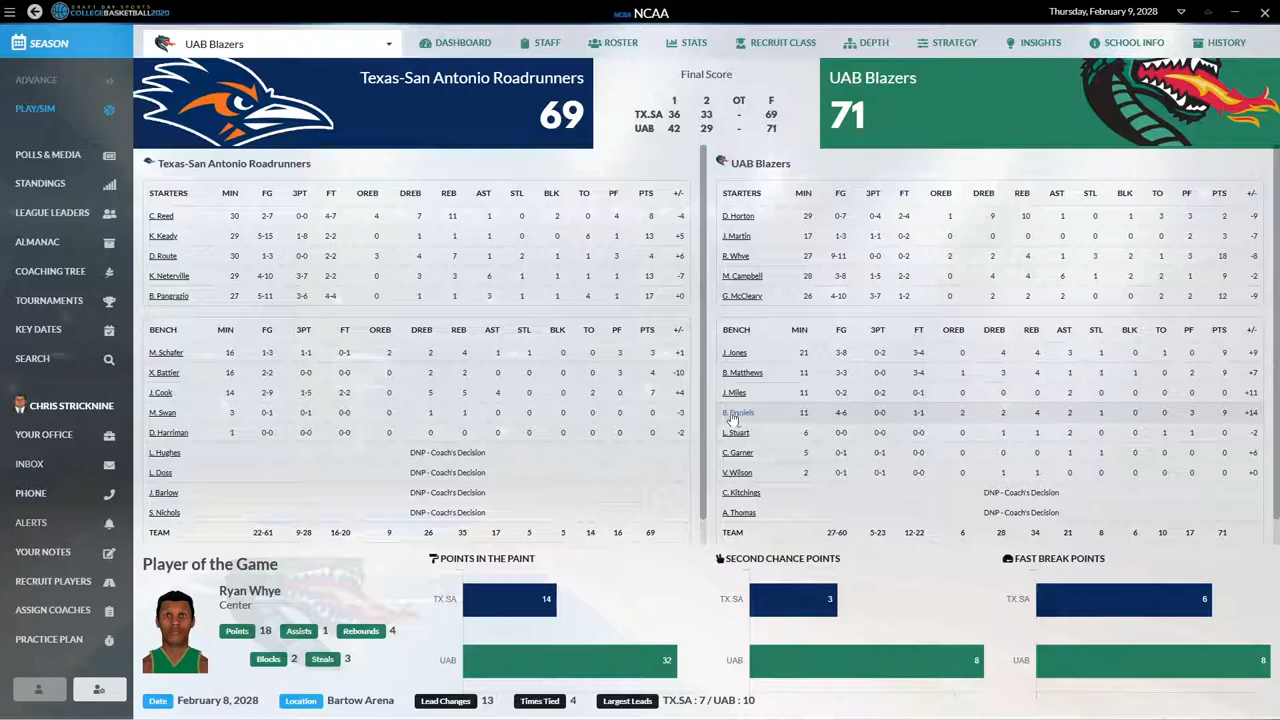 DRAFT DAY SPORTS
COLLEGE BASKETBALL 2020
NCAA NCAA
Thursday, February 9, 2028
SEASON
UAB Blazers
DASHBOARD STAFF ROSTER STATS RECRUIT CLASS DEPTH STRATEGY INSIGHTS SCHOOL INFO HISTORY
ADVANCE
PLAY/SIM
POLLS & MEDIA
STANDINGS
LEAGUE LEADERS
ALMANAC
COACHING TREE
TOURNAMENTS
KEY DATES
SEARCH
CHRIS STRICKNINE
YOUR OFFICE
INBOX
PHONE
ALERTS
YOUR NOTES
RECRUIT PLAYERS
ASSIGN COACHES
PRACTICE PLAN
Texas-San Antonio Roadrunners
69
Final Score
1 2 OT F
TX.SA 36 33 - 69
UAB 42 29 - 71
UAB Blazers
71
Texas-San Antonio Roadrunners
STARTERS MIN FG 3PT FT OREB DREB REB AST STL BLK TO PF PTS +/-
C. Reed 30 2-7 0-0 4-7 4 7 11 1 0 2 0 4 8 -4
K. Keady 29 5-15 1-8 2-2 0 1 1 1 0 0 6 1 13 +5
D. Route 30 1-3 0-0 2-2 3 4 7 1 2 1 1 3 4 +6
K. Neterville 29 4-10 3-7 2-2 0 3 3 6 1 1 1 1 13 -7
B. Pangrazio 27 5-11 3-6 4-4 0 1 1 3 1 1 4 1 17 +0
BENCH MIN FG 3PT FT OREB DREB REB AST STL BLK TO PF PTS +/-
M. Schafer 16 1-3 1-1 0-1 2 2 4 1 1 0 0 3 3 +1
X. Battier 16 2-2 0-0 0-0 0 2 2 0 0 0 0 3 4 -10
J. Cook 14 2-9 1-5 2-2 0 5 5 4 0 0 2 0 7 +4
M. Swan 3 0-1 0-1 0-0 0 1 1 0 0 0 0 0 0 -3
D. Harriman 1 0-0 0-0 0-0 0 0 0 0 0 0 0 0 0 -2
L. Hughes DNP - Coach's Decision
L. Doss DNP - Coach's Decision
J. Barlow DNP - Coach's Decision
S. Nichols DNP - Coach's Decision
TEAM 22-61 9-28 16-20 9 26 35 17 5 5 14 16 69
UAB Blazers
STARTERS MIN FG 3PT FT OREB DREB REB AST STL BLK TO PF PTS +/-
D. Horton 29 0-7 0-4 2-4 1 9 10 1 0 1 3 3 2 -9
J. Martin 17 1-3 1-1 0-2 0 0 0 2 0 0 2 2 3 -7
R. Whye 27 9-11 0-0 0-2 2 2 4 1 3 2 1 3 18 -8
M. Campbell 28 3-8 1-5 2-2 0 4 4 6 1 2 0 1 9 -2
G. McCleary 26 4-10 3-7 1-2 0 2 2 2 0 2 2 2 12 -9
BENCH MIN FG 3PT FT OREB DREB REB AST STL BLK TO PF PTS +/-
J. Jones 21 3-8 0-2 3-4 0 4 4 3 1 0 1 0 9 +9
B. Matthews 11 3-3 0-0 3-4 1 3 4 0 1 1 0 2 9 +7
J. Miles 11 0-2 0-2 0-1 0 0 0 2 0 0 0 0 0 +11
11 4-6 0-0 1-1 2 2 4 2 1 0 0 3 9 +14
L. Stuart 6 0-0 0-0 0-0 0 1 1 2 0 0 1 1 0 -2
C. Garner 5 0-1 0-1 0-0 0 0 0 0 1 1 0 0 0 +6
V. Wilson 2 0-1 0-1 0-0 0 1 1 0 0 0 0 0 0 +0
C. Kitchings DNP - Coach's Decision
A. Thomas DNP - Coach's Decision
TEAM 27-60 5-23 12-22 6 28 34 21 8 8 10 17 71
Player of the Game
Ryan Whye
Center
Points 18 Assists 1 Rebounds 4
Blocks 2 Steals 3
POINTS IN THE PAINT
TX.SA 14
UAB 32
SECOND CHANCE POINTS
TX.SA 3
UAB 8
FAST BREAK POINTS
TX.SA 6
UAB 8
Date February 8, 2028 Location Bartow Arena Lead Changes 13 Times Tied 4 Largest Leads TX.SA : 7 / UAB : 10